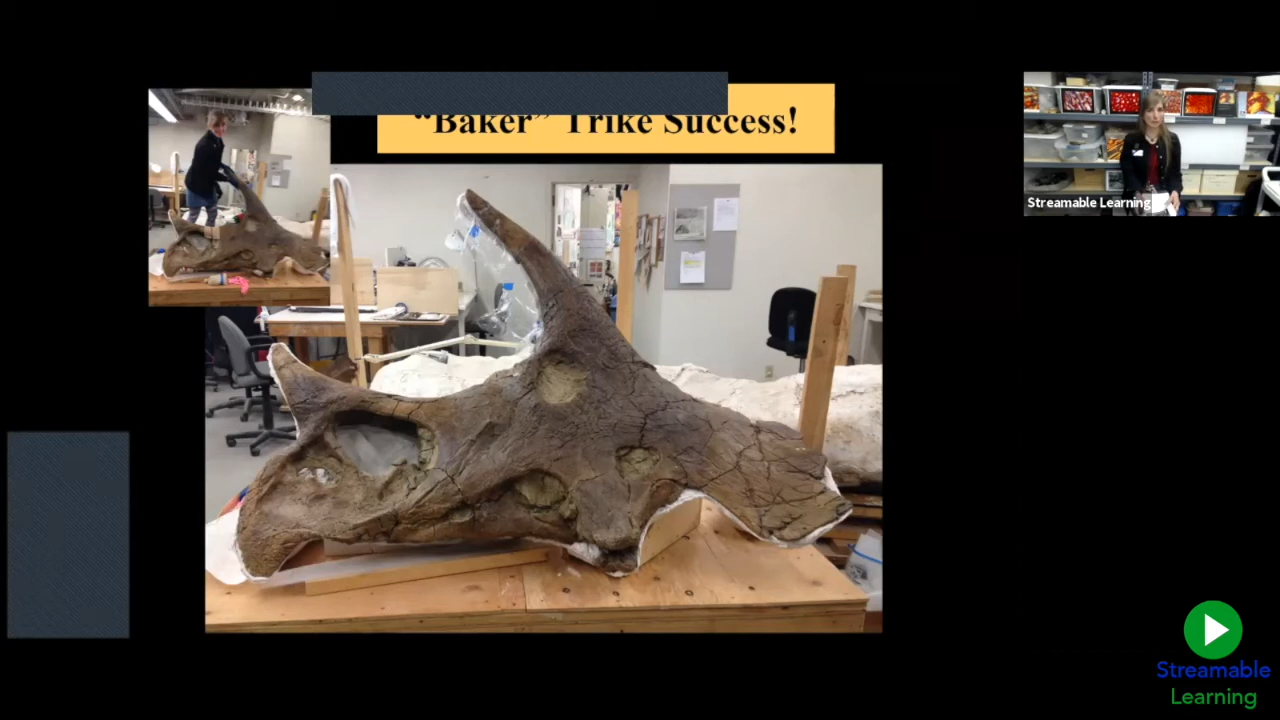 “Baker” Trike Success!
Streamable Learning
Streamable
Learning